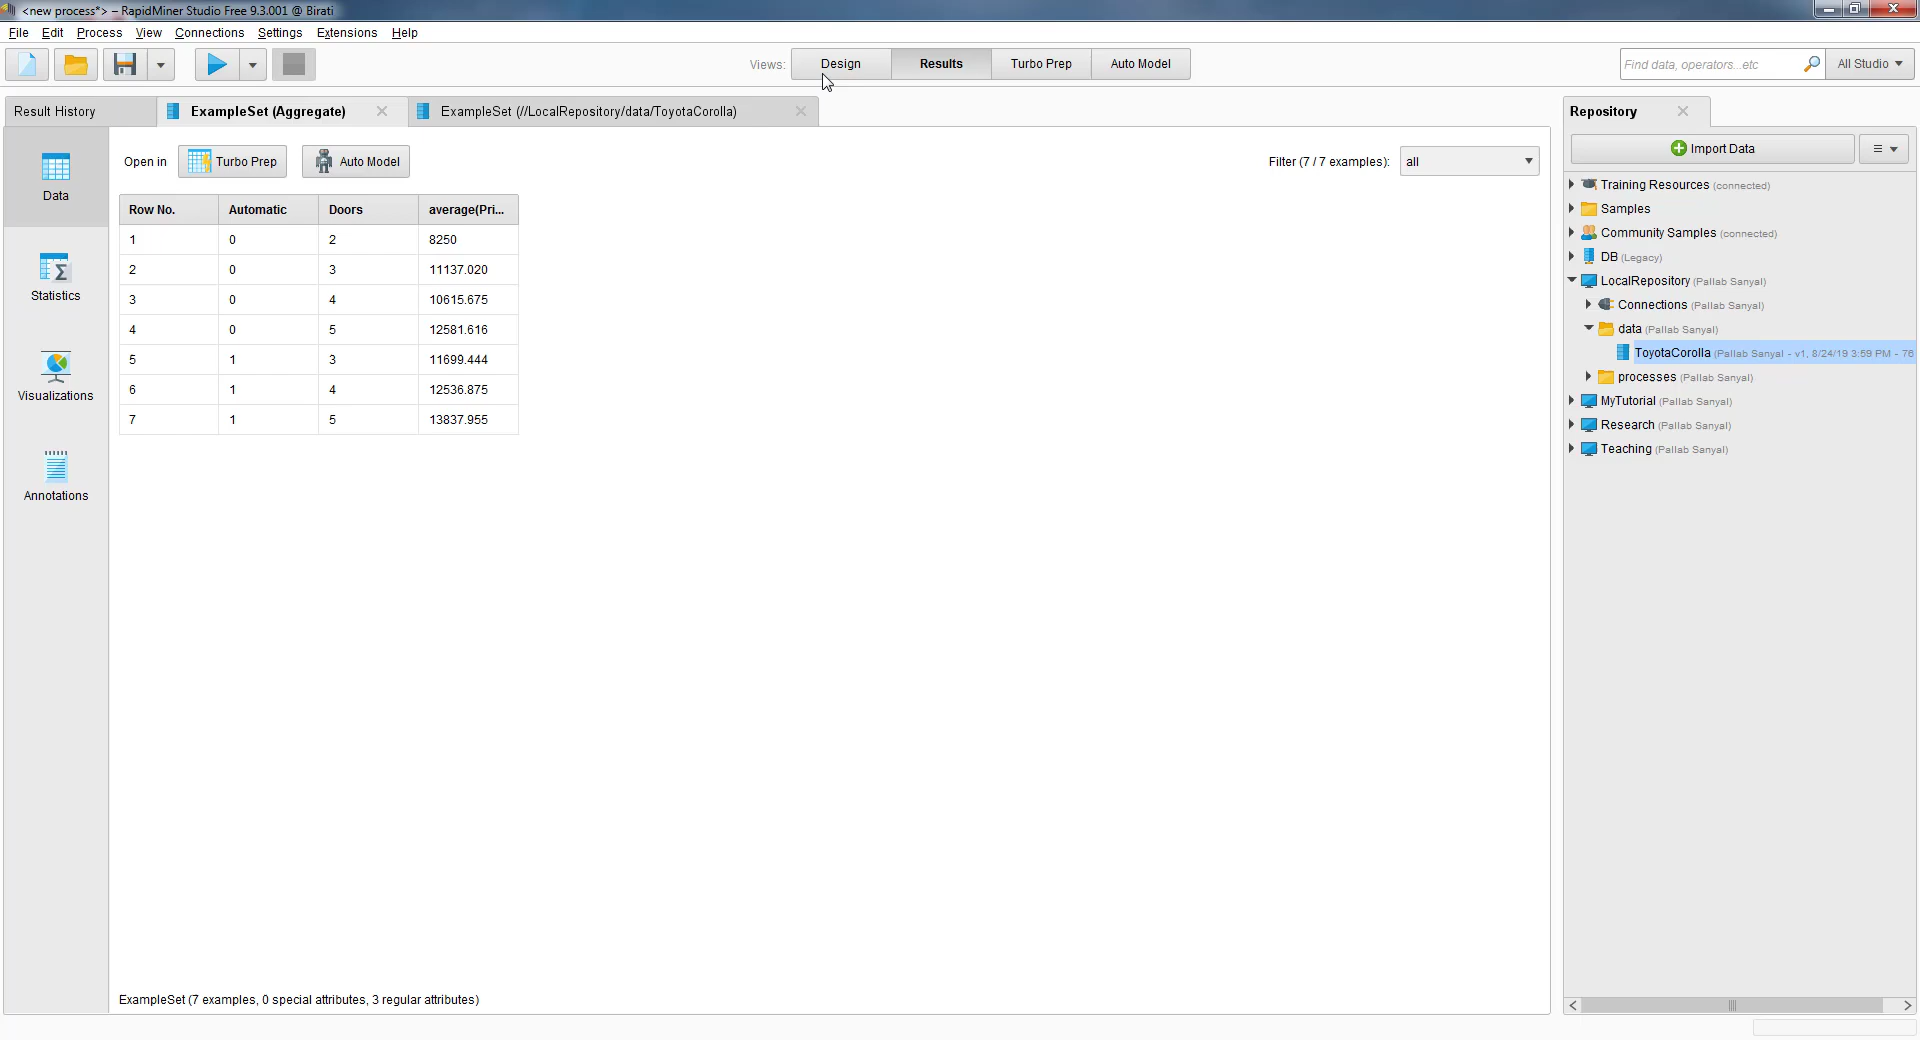 <new process*> – RapidMiner Studio Free 9.3.001 @ Birati
File Edit Process View Connections Settings Extensions Help
Views: Design Results Turbo Prep Auto Model
Find data, operators...etc All Studio
Result History ExampleSet (Aggregate) ExampleSet (//LocalRepository/data/ToyotaCorolla)
Repository
Open in Turbo Prep Auto Model
Filter (7 / 7 examples): all
Import Data
Data
Statistics
Visualizations
Annotations
Row No. Automatic Doors average(Pri...
1 0 2 8250
2 0 3 11137.020
3 0 4 10615.675
4 0 5 12581.616
5 1 3 11699.444
6 1 4 12536.875
7 1 5 13837.955
Training Resources (connected)
Samples
Community Samples (connected)
DB (Legacy)
LocalRepository (Pallab Sanyal)
Connections (Pallab Sanyal)
data (Pallab Sanyal)
ToyotaCorolla (Pallab Sanyal - v1, 8/24/19 3:59 PM - 76
processes (Pallab Sanyal)
MyTutorial (Pallab Sanyal)
Research (Pallab Sanyal)
Teaching (Pallab Sanyal)
ExampleSet (7 examples, 0 special attributes, 3 regular attributes)